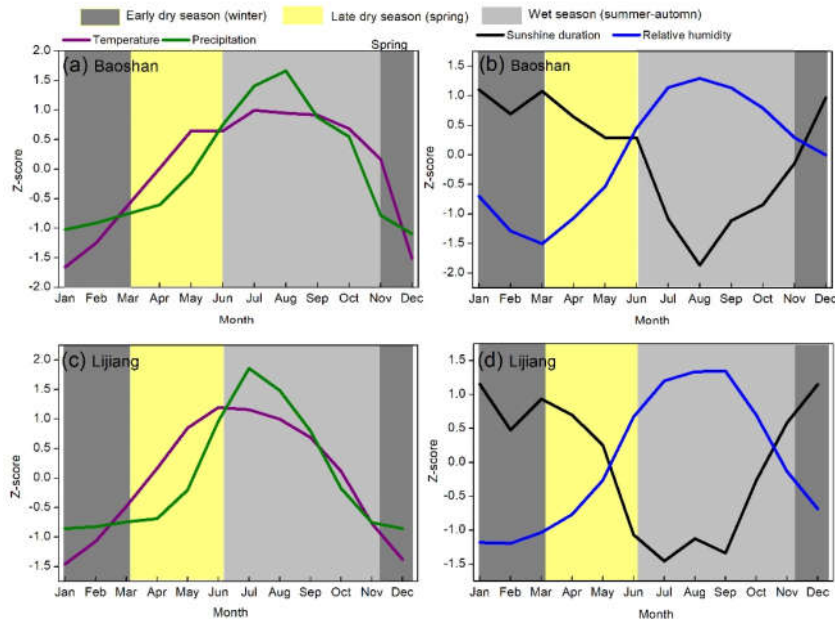 Early dry season (winter) Late dry season (spring) Wet season (summer-automn)
Temperature Precipitation Spring Sunshine duration Relative humidity
(a) Baoshan
2.0
1.5
1.0
0.5
0.0
-0.5
-1.0
-1.5
-2.0
Z-score
Jan Feb Mar Apr May Jun Jul Aug Sep Oct Nov Dec
Month
(b) Baoshan
1.5
1.0
0.5
0.0
-0.5
-1.0
-1.5
-2.0
Z-score
Jan Feb Mar Apr May Jun Jul Aug Sep Oct Nov Dec
Month
(c) Lijiang
2.0
1.5
1.0
0.5
0.0
-0.5
-1.0
-1.5
Z-score
Jan Feb Mar Apr May Jun Jul Aug Sep Oct Nov Dec
Month
(d) Lijiang
1.5
1.0
0.5
0.0
-0.5
-1.0
-1.5
Z-score
Jan Feb Mar Apr May Jun Jul Aug Sep Oct Nov Dec
Month